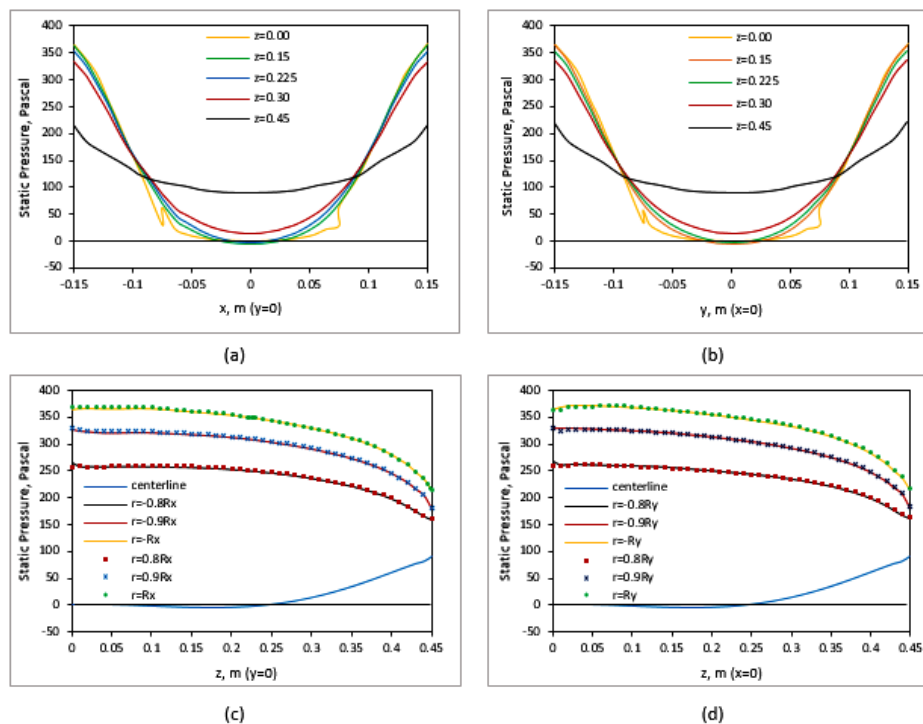 400
350
300
250
200
150
100
50
0
-50
Static Pressure, Pascal
z=0.00
z=0.15
z=0.225
z=0.30
z=0.45
-0.15 -0.1 -0.05 0 0.05 0.1 0.15
x, m (y=0)
(a)
400
350
300
250
200
150
100
50
0
-50
Static Pressure, Pascal
z=0.00
z=0.15
z=0.225
z=0.30
z=0.45
-0.15 -0.1 -0.05 0 0.05 0.1 0.15
y, m (x=0)
(b)
400
350
300
250
200
150
100
50
0
-50
Static Pressure, Pascal
centerline
r=-0.8Rx
r=-0.9Rx
r=-Rx
r=0.8Rx
r=0.9Rx
r=Rx
0 0.05 0.1 0.15 0.2 0.25 0.3 0.35 0.4 0.45
z, m (y=0)
(c)
400
350
300
250
200
150
100
50
0
-50
Static Pressure, Pascal
centerline
r=-0.8Ry
r=-0.9Ry
r=-Ry
r=0.8Ry
r=0.9Ry
r=Ry
0 0.05 0.1 0.15 0.2 0.25 0.3 0.35 0.4 0.45
z, m (x=0)
(d)